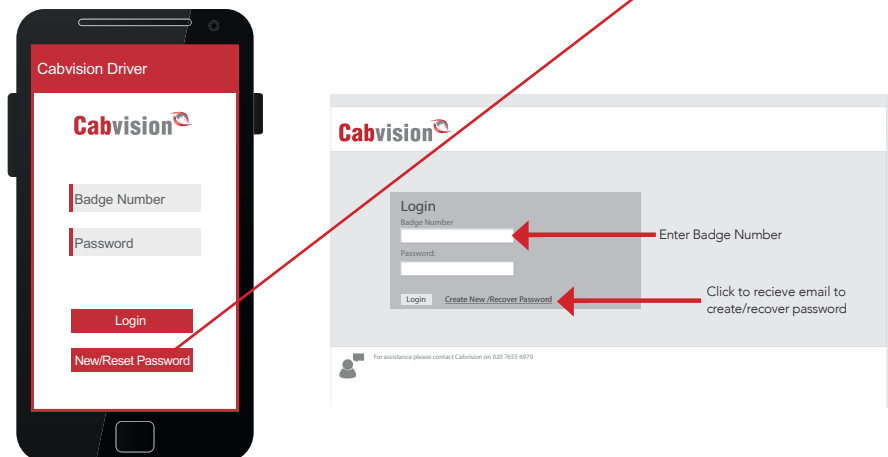 Cabvision Driver
Cabvision
Badge Number
Password
Login
New/Reset Password
Cabvision
Login
Badge Number
Enter Badge Number
Password:
Login Create New /Recover Password
Click to recieve email to
create/recover password
For assistance please contact Cabvision on 020 7655 6970